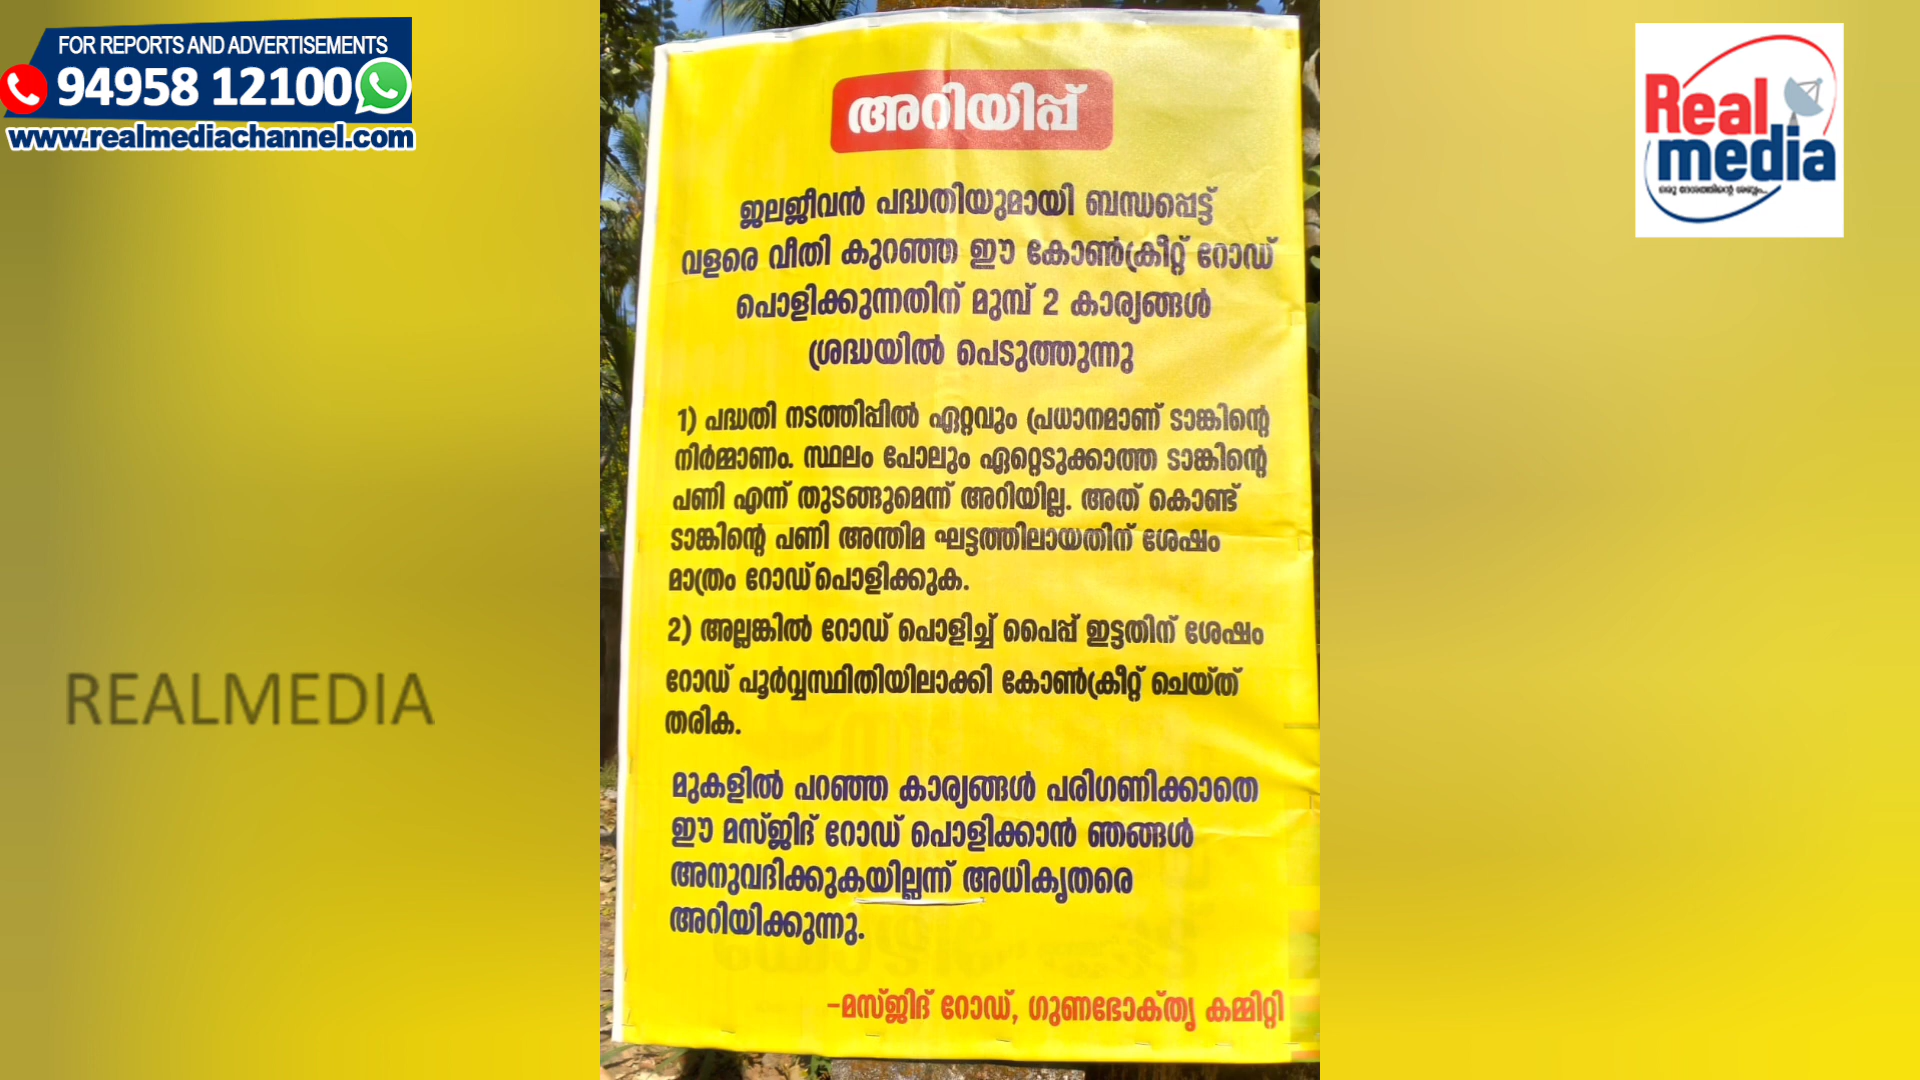 FOR REPORTS AND ADVERTISEMENTS
94958 12100
www.realmediachannel.com
Real
media
ഒരു ദേശത്തിന്റെ ശബ്ദം...
REALMEDIA
അറിയിപ്പ്
ജലജീവൻ പദ്ധതിയുമായി ബന്ധപ്പെട്ട്
വളരെ വീതി കുറഞ്ഞ ഈ കോൺക്രീറ്റ് റോഡ്
പൊളിക്കുന്നതിന് മുമ്പ് 2 കാര്യങ്ങൾ
ശ്രദ്ധയിൽ പെടുത്തുന്നു
1) പദ്ധതി നടത്തിപ്പിൽ ഏറ്റവും പ്രധാനമാണ് ടാങ്കിന്റെ
നിർമ്മാണം. സ്ഥലം പോലും ഏറ്റെടുക്കാത്ത ടാങ്കിന്റെ
പണി എന്ന് തുടങ്ങുമെന്ന് അറിയില്ല. അത് കൊണ്ട്
ടാങ്കിന്റെ പണി അന്തിമ ഘട്ടത്തിലായതിന് ശേഷം
മാത്രം റോഡ് പൊളിക്കുക.
2) അല്ലങ്കിൽ റോഡ് പൊളിച്ച് പൈപ്പ് ഇട്ടതിന് ശേഷം
റോഡ് പൂർവ്വസ്ഥിതിയിലാക്കി കോൺക്രീറ്റ് ചെയ്ത്
തരിക.
മുകളിൽ പറഞ്ഞ കാര്യങ്ങൾ പരിഗണിക്കാതെ
ഈ മസ്ജിദ് റോഡ് പൊളിക്കാൻ ഞങ്ങൾ
അനുവദിക്കുകയില്ലന്ന് അധികൃതരെ
അറിയിക്കുന്നു.
-മസ്ജിദ് റോഡ്, ഗുണഭോക്തൃ കമ്മിറ്റി